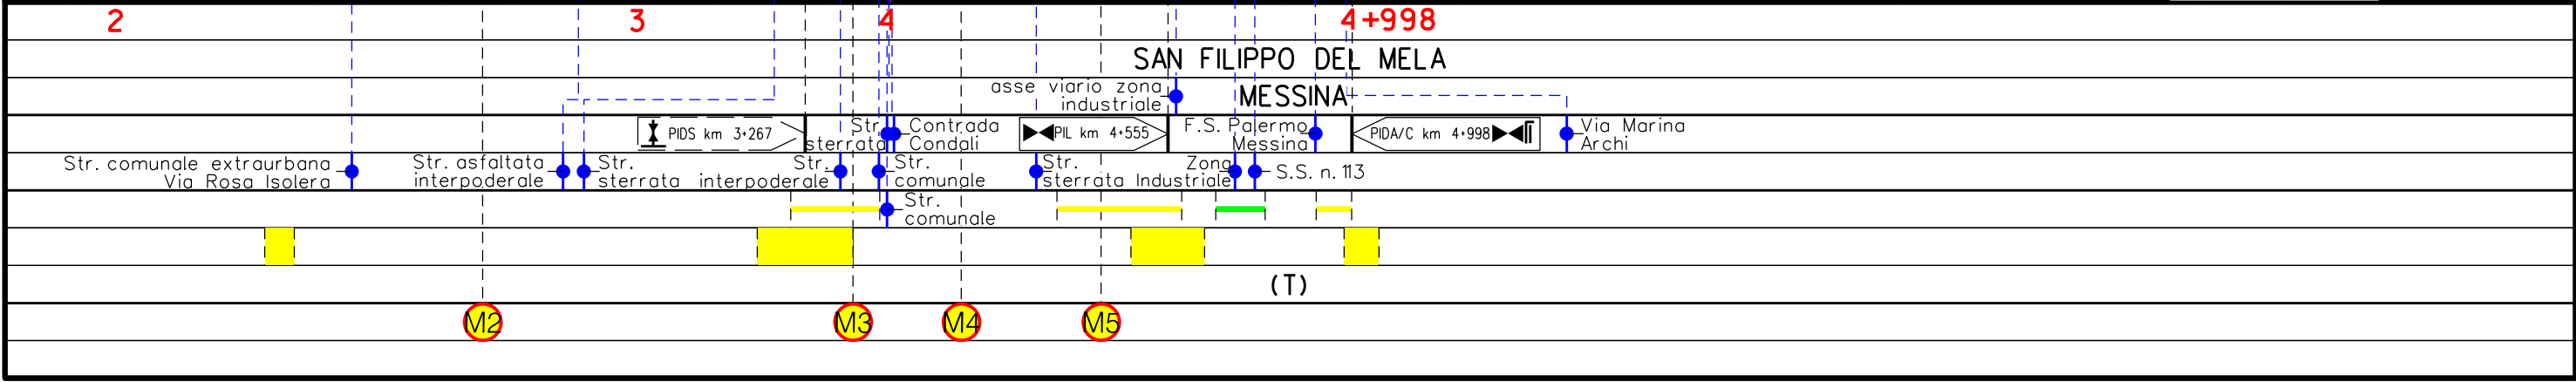 2 3 4 4+998
SAN FILIPPO DEL MELA
asse viario zona
industriale
MESSINA
PIDS km 3+267
Str.
sterrata
Contrada
Condali
PIL km 4+555
F.S. Palermo
Messina
PIDA/C km 4+998
Via Marina
Archi
Str. comunale extraurbana
Via Rosa Isolera
Str. asfaltata
interpoderale
Str.
sterrata
Str.
interpoderale
Str.
comunale
Str.
sterrata
Zona
Industriale
S.S. n. 113
Str.
comunale
(T)
M2 M3 M4 M5